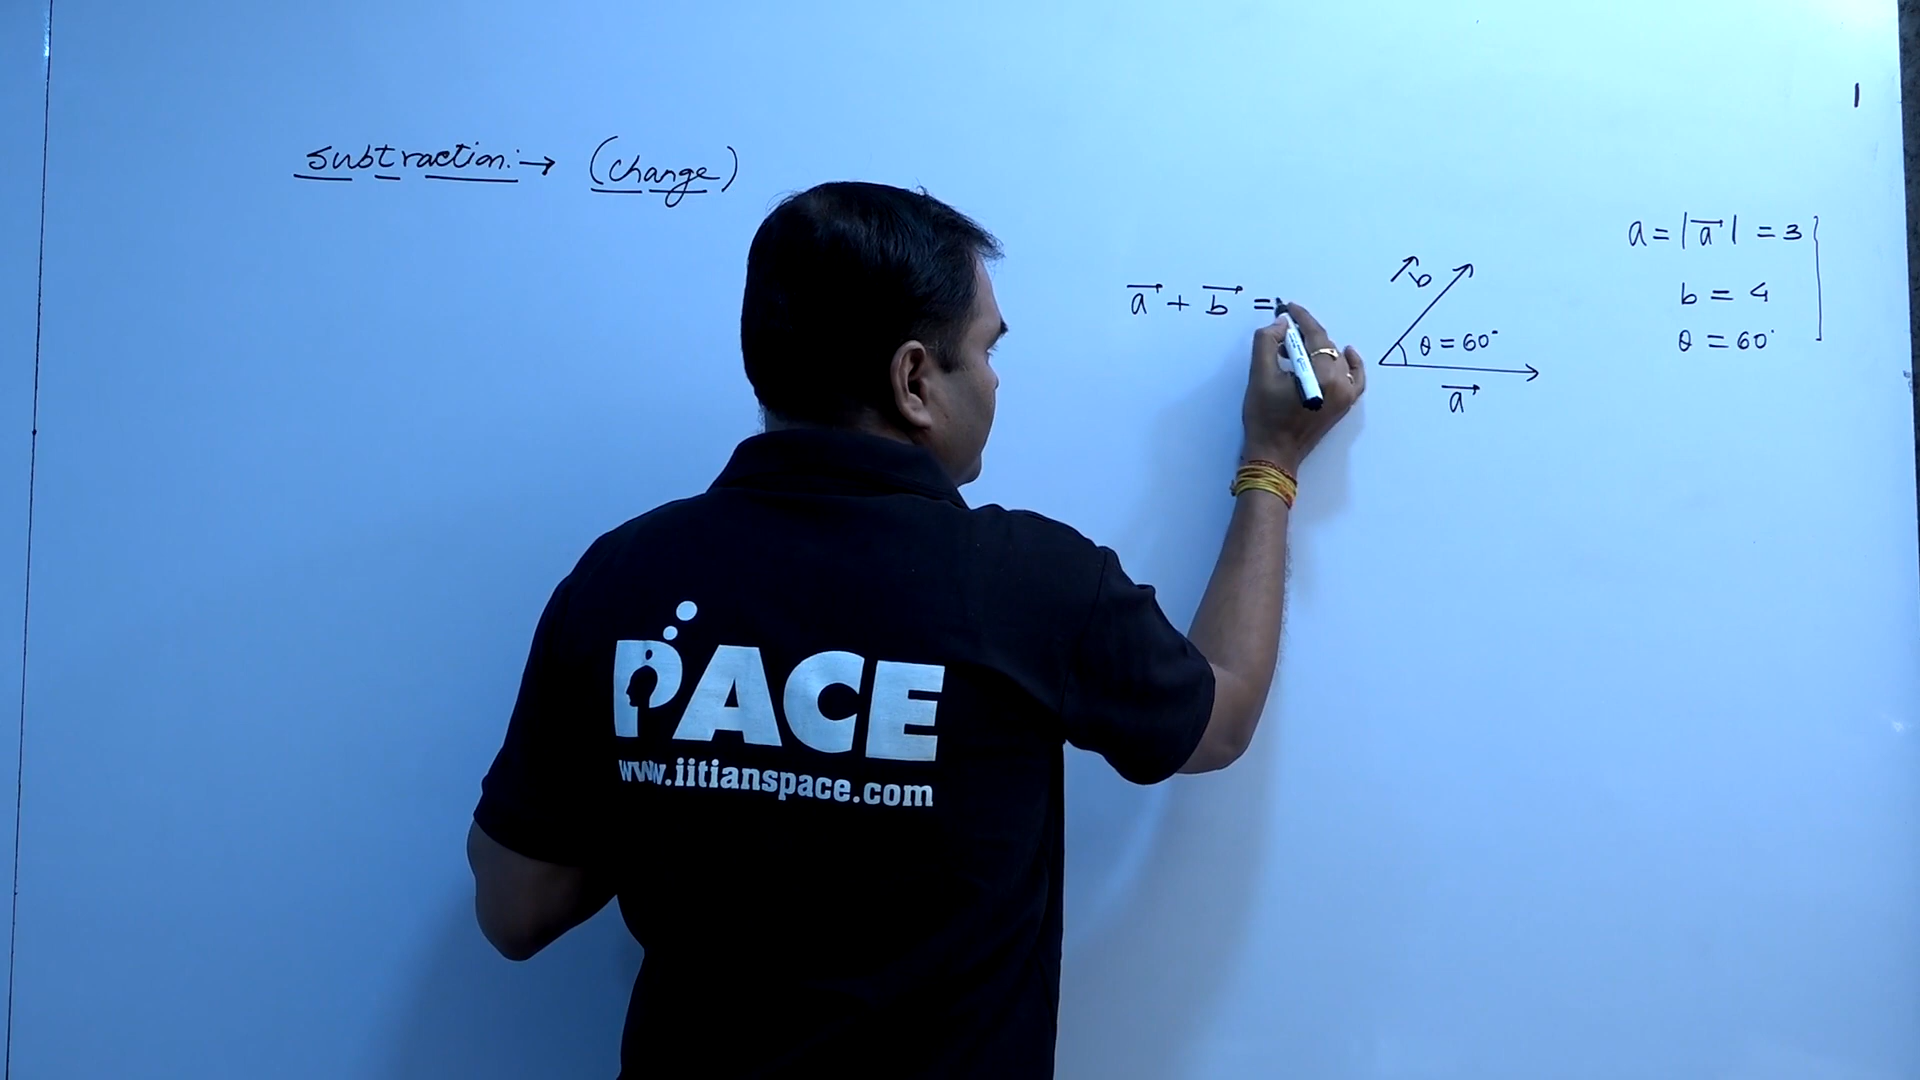 subtraction:→ (change)
1
a⃗ + b⃗ =
b⃗
θ = 60°
a⃗
a = |a⃗| = 3
b = 4
θ = 60°
PACE
www.iitianspace.com